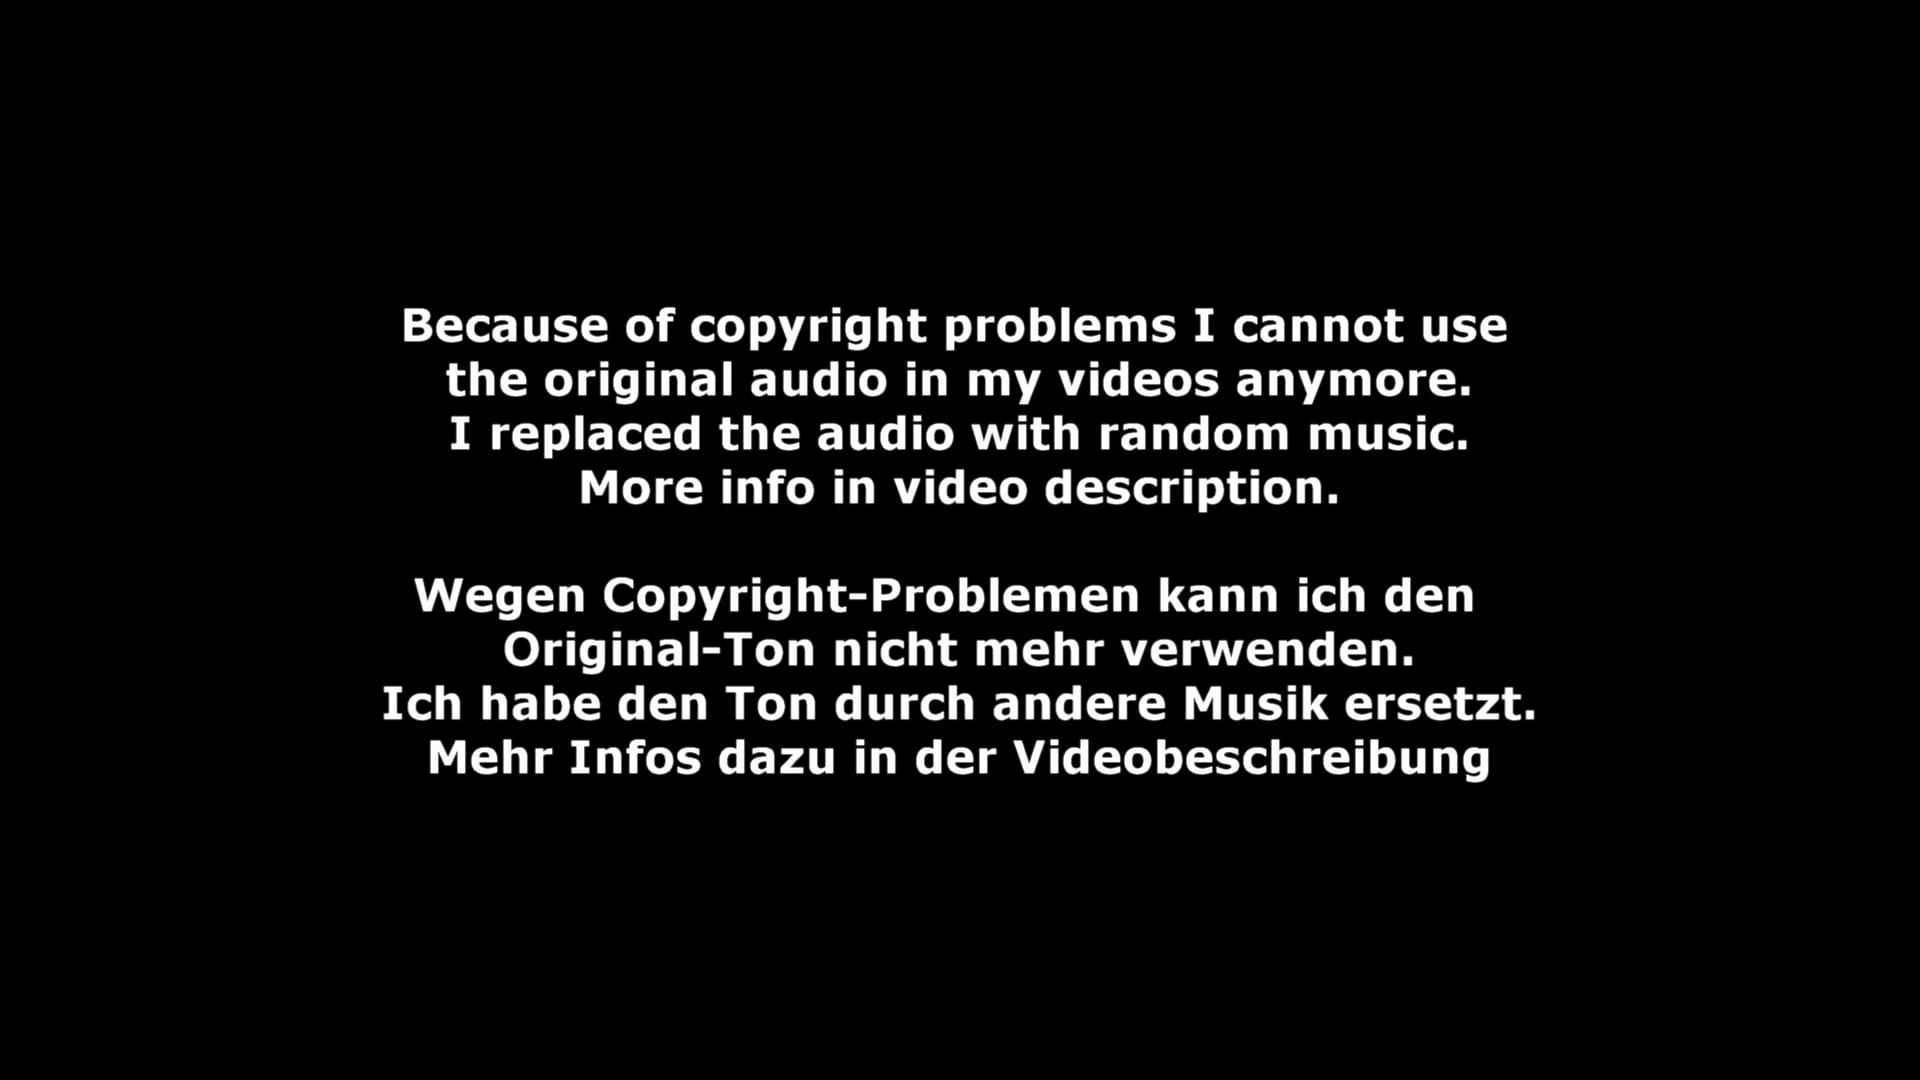 Because of copyright problems I cannot use
the original audio in my videos anymore.
I replaced the audio with random music.
More info in video description.
Wegen Copyright-Problemen kann ich den
Original-Ton nicht mehr verwenden.
Ich habe den Ton durch andere Musik ersetzt.
Mehr Infos dazu in der Videobeschreibung